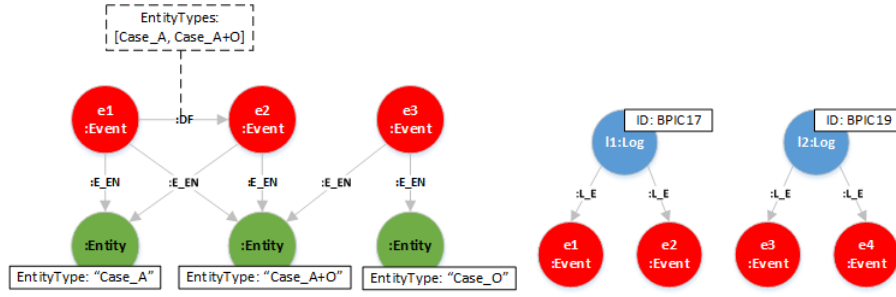 EntityTypes:
[Case_A, Case_A+O]
e1
:Event
:DF
e2
:Event
e3
:Event
:E_EN
:E_EN
:E_EN
:E_EN
:E_EN
:Entity
:Entity
:Entity
EntityType: “Case_A”
EntityType: “Case_A+O”
EntityType: “Case_O”
ID: BPIC17
l1:Log
ID: BPIC19
l2:Log
:L_E
:L_E
:L_E
:L_E
e1
:Event
e2
:Event
e3
:Event
e4
:Event